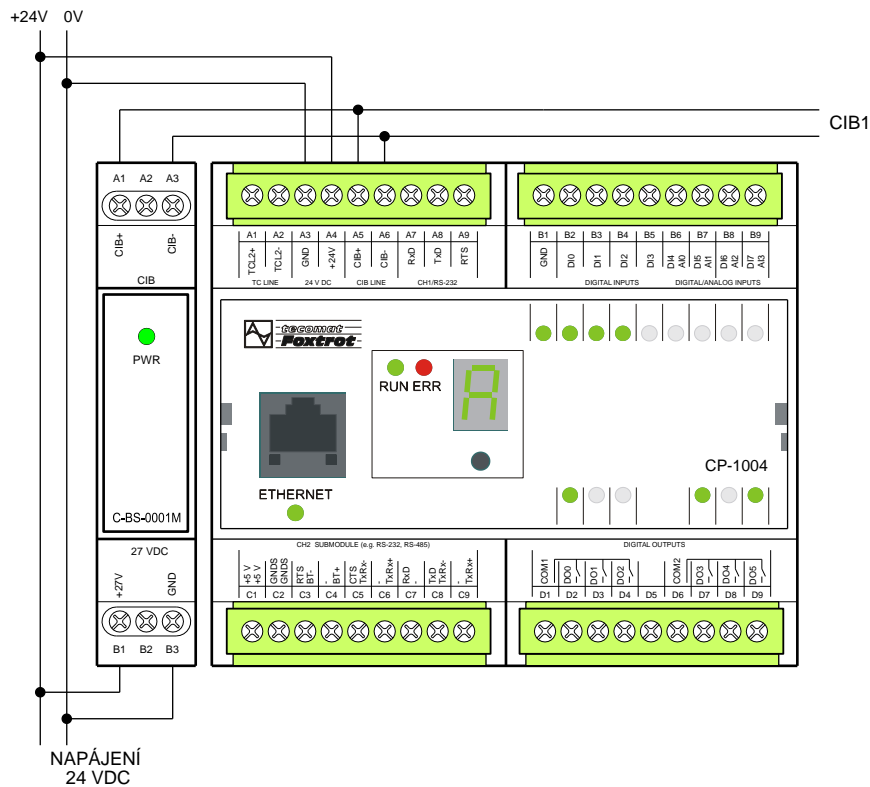 +24V 0V
CIB1
A1 A2 A3
CIB+ CIB-
CIB
PWR
C-BS-0001M
27 VDC
+27V GND
B1 B2 B3
A1 A2 A3 A4 A5 A6 A7 A8 A9
TCL2+ TCL2- GND +24V CIB+ CIB- RxD TxD RTS
TC LINE 24 V DC CIB LINE CH1/RS-232
B1 B2 B3 B4 B5 B6 B7 B8 B9
GND DI0 DI1 DI2 DI3 DI4 AI0 DI5 AI1 DI6 AI2 DI7 AI3
DIGITAL INPUTS DIGITAL/ANALOG INPUTS
tecomat
Foxtrot
RUN ERR
A
ETHERNET
CP-1004
CH2 SUBMODULE (e.g. RS-232, RS-485)
+5 V +5 V GNDS GNDS RTS BT- - BT+ CTS TxRx- - TxRx+ RxD - TxD TxRx- - TxRx+
C1 C2 C3 C4 C5 C6 C7 C8 C9
DIGITAL OUTPUTS
COM1 DO0 DO1 DO2 COM2 DO3 DO4 DO5
D1 D2 D3 D4 D5 D6 D7 D8 D9
NAPÁJENÍ
24 VDC